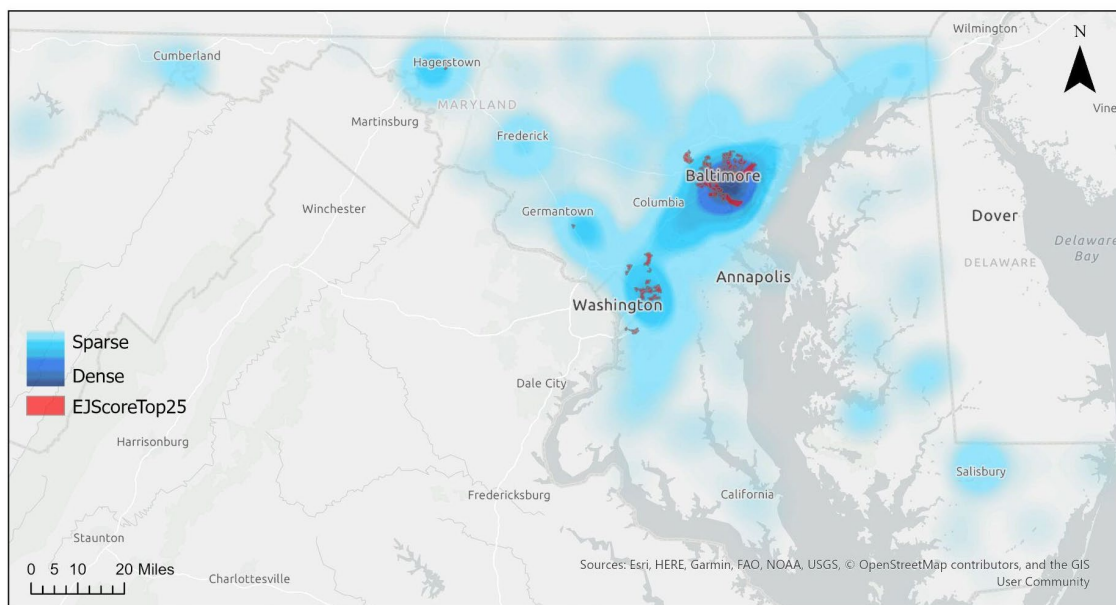 Wilmington
N
Cumberland
Hagerstown
MARYLAND
Vine
Martinsburg
Frederick
Baltimore
Winchester
Germantown
Columbia
Dover
Delaware
Bay
DELAWARE
Annapolis
Washington
Sparse
Dense
EJScoreTop25
Dale City
Harrisonburg
Salisbury
Fredericksburg
California
Staunton
0 5 10 20 Miles
Charlottesville
Sources: Esri, HERE, Garmin, FAO, NOAA, USGS, © OpenStreetMap contributors, and the GIS
User Community